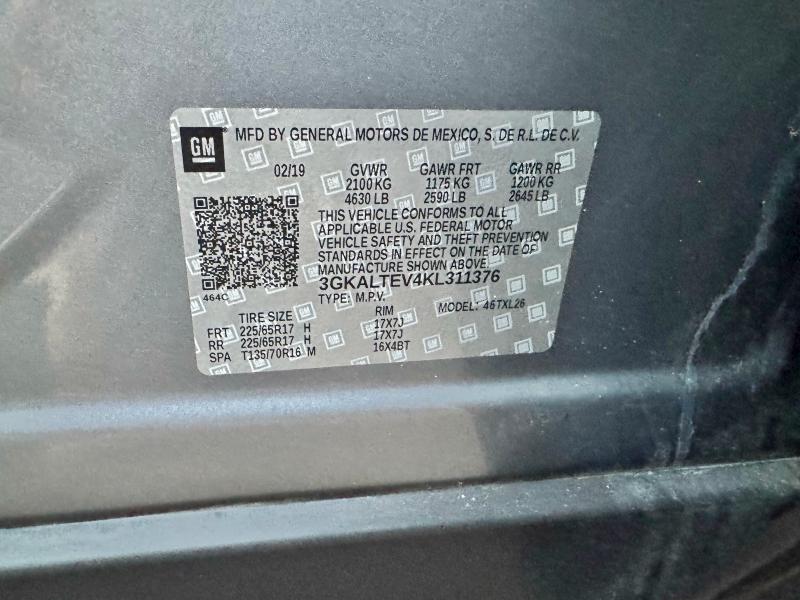 GM MFD BY GENERAL MOTORS DE MEXICO, S. DE R.L. DE C.V.
02/19 GVWR GAWR FRT GAWR RR
2100 KG 1175 KG 1200 KG
4630 LB 2590 LB 2645 LB
THIS VEHICLE CONFORMS TO ALL
APPLICABLE U.S. FEDERAL MOTOR
VEHICLE SAFETY AND THEFT PREVENTION
STANDARDS IN EFFECT ON THE DATE OF
MANUFACTURE SHOWN ABOVE.
3GKALTEV4KL311376
464C
TYPE: M.P.V. MODEL: 46TXL26
TIRE SIZE RIM
FRT 225/65R17 H 17X7J
RR 225/65R17 H 17X7J
SPA T135/70R16 M 16X4BT